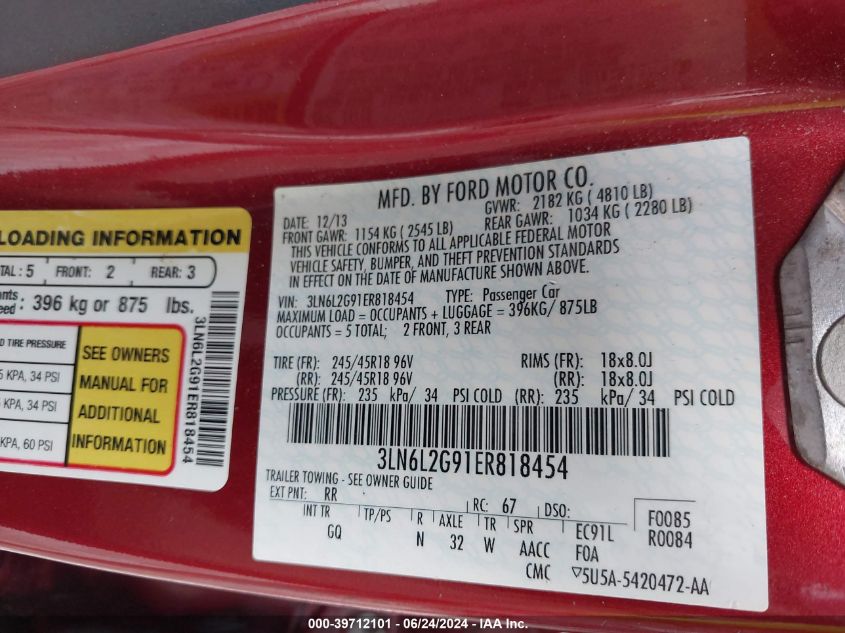 LOADING INFORMATION
TAL: 5 FRONT: 2 REAR: 3
396 kg or 875 lbs.
TIRE PRESSURE
KPA, 34 PSI
KPA, 34 PSI
KPA, 60 PSI
SEE OWNERS
MANUAL FOR
ADDITIONAL
INFORMATION
3LN6L2G91ER818454
MFD. BY FORD MOTOR CO.
DATE: 12/13 GVWR: 2182 KG ( 4810 LB)
FRONT GAWR: 1154 KG ( 2545 LB) REAR GAWR: 1034 KG ( 2280 LB)
THIS VEHICLE CONFORMS TO ALL APPLICABLE FEDERAL MOTOR
VEHICLE SAFETY, BUMPER, AND THEFT PREVENTION STANDARDS
IN EFFECT ON THE DATE OF MANUFACTURE SHOWN ABOVE.
VIN: 3LN6L2G91ER818454 TYPE: Passenger Car
MAXIMUM LOAD = OCCUPANTS + LUGGAGE = 396KG/ 875LB
OCCUPANTS = 5 TOTAL; 2 FRONT, 3 REAR
TIRE (FR): 245/45R18 96V RIMS (FR): 18x8.0J
(RR): 245/45R18 96V (RR): 18x8.0J
PRESSURE (FR): 235 kPa/ 34 PSI COLD (RR): 235 kPa/ 34 PSI COLD
3LN6L2G91ER818454
TRAILER TOWING - SEE OWNER GUIDE
EXT PNT: RR RC: 67 DSO:
INT TR TP/PS R AXLE TR SPR EC91L F0085
GQ N 32 W AACC FOA R0084
CMC ▽5U5A-5420472-AA
000-39712101 - 06/24/2024 - IAA Inc.